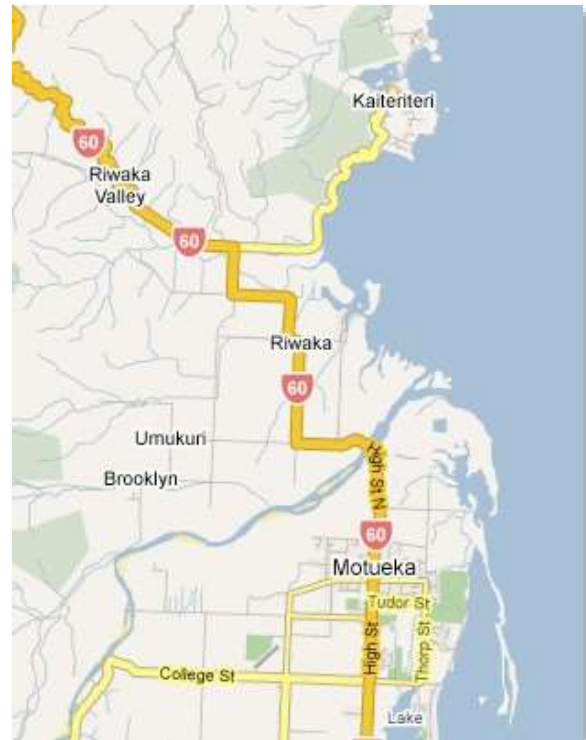 Kaiteriteri
60
Riwaka
Valley
60
Riwaka
60
Umukuri
High St N
Brooklyn
60
Motueka
Tudor St
High St
Thorp St
College St
Lake